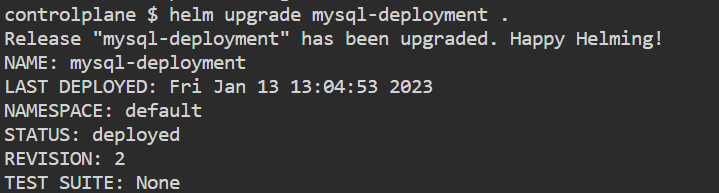 controlplane $ helm upgrade mysql-deployment .
Release "mysql-deployment" has been upgraded. Happy Helming!
NAME: mysql-deployment
LAST DEPLOYED: Fri Jan 13 13:04:53 2023
NAMESPACE: default
STATUS: deployed
REVISION: 2
TEST SUITE: None